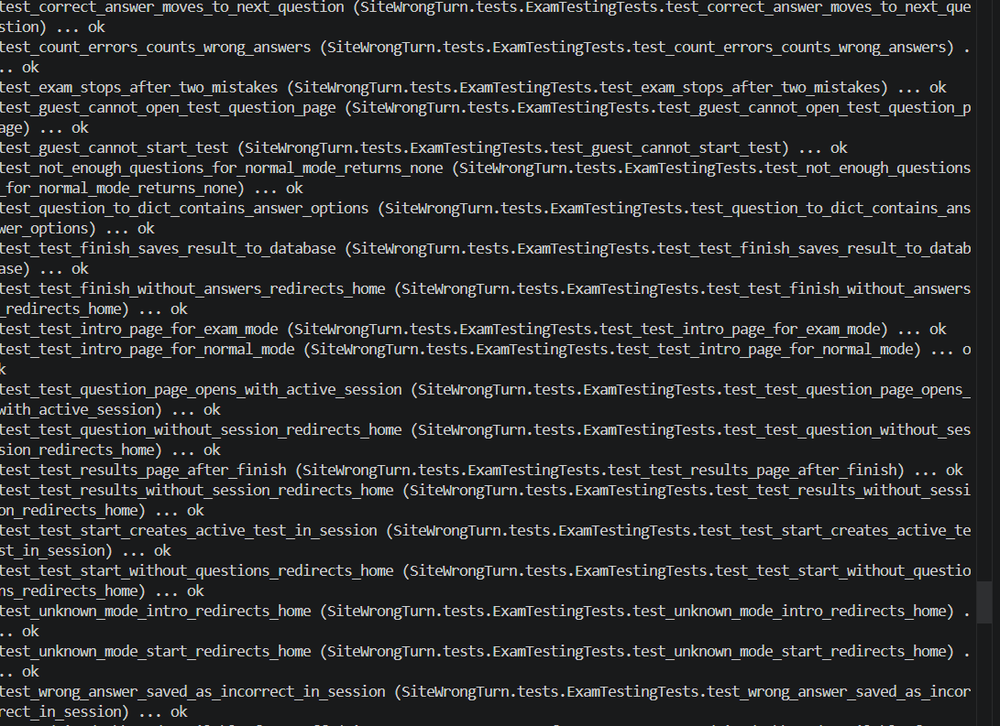 test_correct_answer_moves_to_next_question (SiteWrongTurn.tests.ExamTestingTests.test_correct_answer_moves_to_next_que
stion) ... ok
test_count_errors_counts_wrong_answers (SiteWrongTurn.tests.ExamTestingTests.test_count_errors_counts_wrong_answers) .
.. ok
test_exam_stops_after_two_mistakes (SiteWrongTurn.tests.ExamTestingTests.test_exam_stops_after_two_mistakes) ... ok
test_guest_cannot_open_test_question_page (SiteWrongTurn.tests.ExamTestingTests.test_guest_cannot_open_test_question_p
age) ... ok
test_guest_cannot_start_test (SiteWrongTurn.tests.ExamTestingTests.test_guest_cannot_start_test) ... ok
test_not_enough_questions_for_normal_mode_returns_none (SiteWrongTurn.tests.ExamTestingTests.test_not_enough_questions
_for_normal_mode_returns_none) ... ok
test_question_to_dict_contains_answer_options (SiteWrongTurn.tests.ExamTestingTests.test_question_to_dict_contains_ans
wer_options) ... ok
test_test_finish_saves_result_to_database (SiteWrongTurn.tests.ExamTestingTests.test_test_finish_saves_result_to_datab
ase) ... ok
test_test_finish_without_answers_redirects_home (SiteWrongTurn.tests.ExamTestingTests.test_test_finish_without_answers
_redirects_home) ... ok
test_test_intro_page_for_exam_mode (SiteWrongTurn.tests.ExamTestingTests.test_test_intro_page_for_exam_mode) ... ok
test_test_intro_page_for_normal_mode (SiteWrongTurn.tests.ExamTestingTests.test_test_intro_page_for_normal_mode) ... o
k
test_test_question_page_opens_with_active_session (SiteWrongTurn.tests.ExamTestingTests.test_test_question_page_opens_
with_active_session) ... ok
test_test_question_without_session_redirects_home (SiteWrongTurn.tests.ExamTestingTests.test_test_question_without_ses
sion_redirects_home) ... ok
test_test_results_page_after_finish (SiteWrongTurn.tests.ExamTestingTests.test_test_results_page_after_finish) ... ok
test_test_results_without_session_redirects_home (SiteWrongTurn.tests.ExamTestingTests.test_test_results_without_sessi
on_redirects_home) ... ok
test_test_start_creates_active_test_in_session (SiteWrongTurn.tests.ExamTestingTests.test_test_start_creates_active_te
st_in_session) ... ok
test_test_start_without_questions_redirects_home (SiteWrongTurn.tests.ExamTestingTests.test_test_start_without_questio
ns_redirects_home) ... ok
test_unknown_mode_intro_redirects_home (SiteWrongTurn.tests.ExamTestingTests.test_unknown_mode_intro_redirects_home) .
.. ok
test_unknown_mode_start_redirects_home (SiteWrongTurn.tests.ExamTestingTests.test_unknown_mode_start_redirects_home) .
.. ok
test_wrong_answer_saved_as_incorrect_in_session (SiteWrongTurn.tests.ExamTestingTests.test_wrong_answer_saved_as_incor
rect_in_session) ... ok